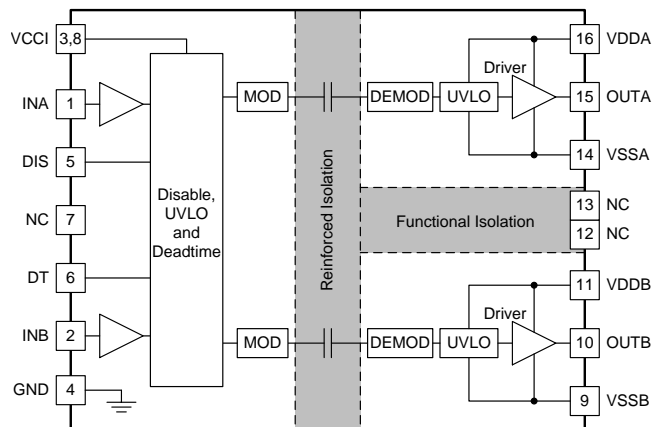 VCCI 3,8
16 VDDA
Driver
INA 1
MOD
DEMOD UVLO
15 OUTA
DIS 5
14 VSSA
Disable,
UVLO
and
Deadtime
Reinforced Isolation
NC 7
13 NC
Functional Isolation
12 NC
DT 6
11 VDDB
Driver
INB 2
MOD
DEMOD UVLO
10 OUTB
GND 4
9 VSSB